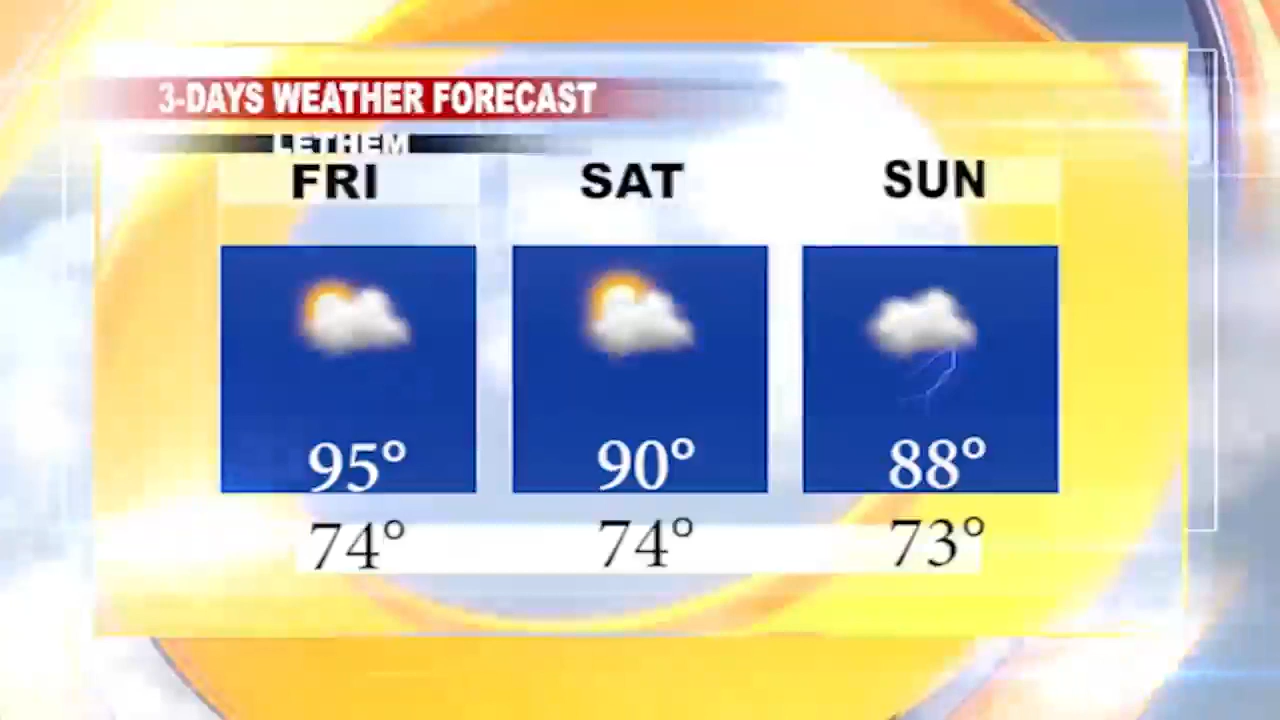 3-DAYS WEATHER FORECAST
LETHEM
FRI SAT SUN
95° 90° 88°
74° 74° 73°